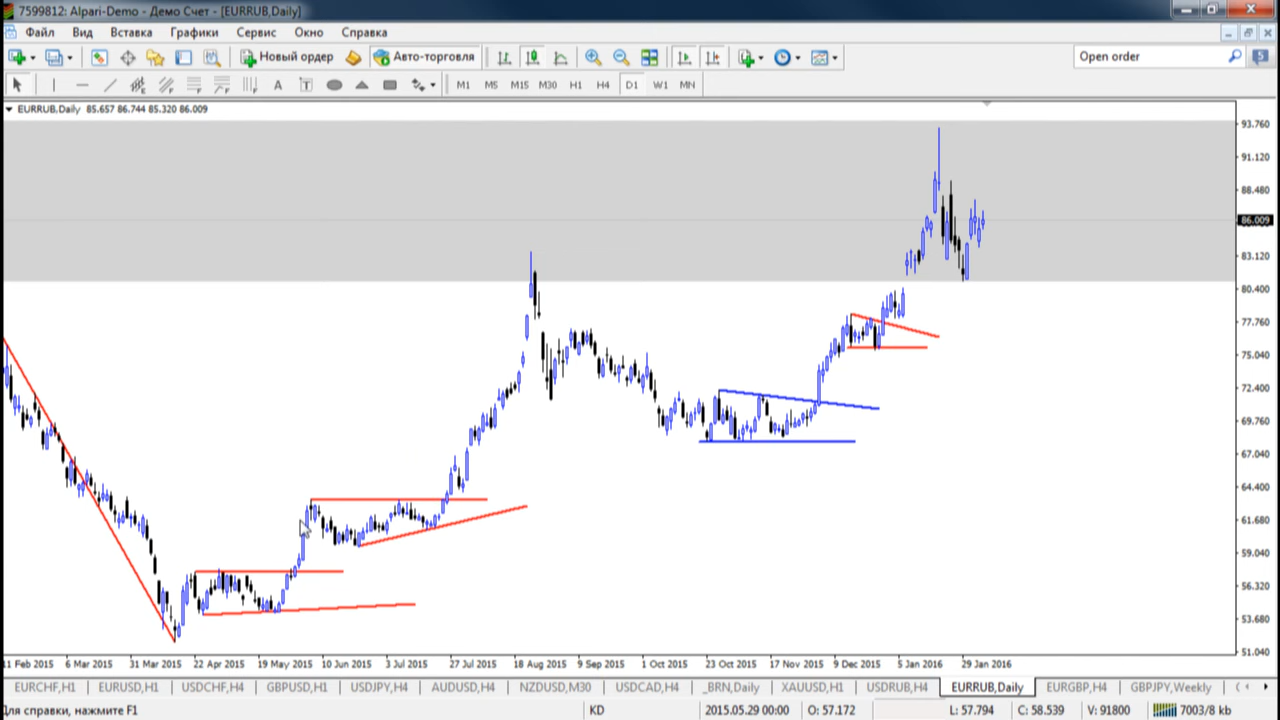 7599812: Alpari-Demo - Демо Счет - [EURRUB,Daily]
Файл Вид Вставка Графики Сервис Окно Справка
Новый ордер Авто-торговля Open order
A T M1 M5 M15 M30 H1 H4 D1 W1 MN
EURRUB,Daily 85.657 86.744 85.320 86.009
93.760
91.120
88.480
86.009
83.120
80.400
77.760
75.040
72.400
69.760
67.040
64.400
61.680
59.040
56.320
53.680
51.040
11 Feb 2015 6 Mar 2015 31 Mar 2015 22 Apr 2015 19 May 2015 10 Jun 2015 3 Jul 2015 27 Jul 2015 18 Aug 2015 9 Sep 2015 1 Oct 2015 23 Oct 2015 17 Nov 2015 9 Dec 2015 5 Jan 2016 29 Jan 2016
EURCHF,H1 EURUSD,H1 USDCHF,H4 GBPUSD,H1 USDJPY,H4 AUDUSD,H4 NZDUSD,M30 USDCAD,H4 _BRN,Daily XAUUSD,H1 USDRUB,H4 EURRUB,Daily EURGBP,H4 GBPJPY,Weekly
Для справки, нажмите F1 KD 2015.05.29 00:00 O: 57.172 L: 57.794 C: 58.539 V: 91800 7003/8 kb